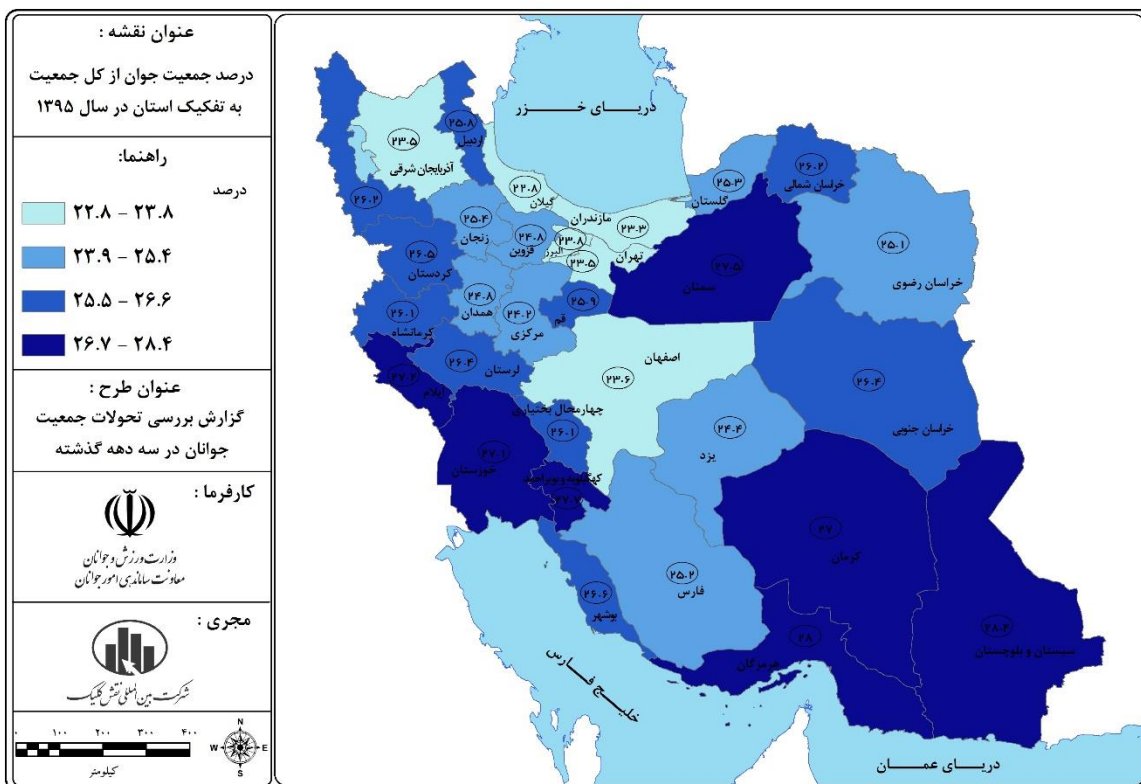 عنوان نقشه :
درصد جمعیت جوان از کل جمعیت
به تفکیک استان در سال ۱۳۹۵
راهنما:
درصد
۲۲.۸ – ۲۳.۸
۲۳.۹ – ۲۵.۴
۲۵.۵ – ۲۶.۶
۲۶.۷ – ۲۸.۴
عنوان طرح :
گزارش بررسی تحولات جمعیت
جوانان در سه دهه گذشته
کارفرما :
وزارت ورزش و جوانان
معاونت ساماندهی امور جوانان
مجری :
شرکت بین المللی نقش کلیک
۰ ۱۰۰ ۲۰۰ ۳۰۰ ۴۰۰
کیلومتر
N
W E
S
دریای خزر
۲۵.۸
اردبیل
۲۳.۵
آذربایجان شرقی
۲۶.۲
۲۲.۸
گیلان
مازندران
۲۳.۳
۲۵.۳
گلستان
۲۶.۲
خراسان شمالی
۲۵.۱
خراسان رضوی
۲۵.۴
زنجان
۲۴.۸
قزوین
۲۳.۸
البرز
۲۳.۵
تهران
۲۷.۵
سمنان
۲۶.۵
کردستان
۲۴.۸
همدان
۲۴.۲
مرکزی
۲۵.۹
قم
۲۶.۱
کرمانشاه
۲۶.۴
لرستان
۲۷.۲
ایلام
اصفهان
۲۳.۶
۲۶.۴
خراسان جنوبی
چهارمحال بختیاری
۲۶.۱
۲۴.۴
یزد
۲۷.۱
خوزستان
کهگیلویه و بویراحمد
۲۷
کرمان
۲۵.۲
فارس
۲۶.۶
بوشهر
۲۸
هرمزگان
۲۸.۴
سیستان و بلوچستان
خلیج فارس
دریای عمان